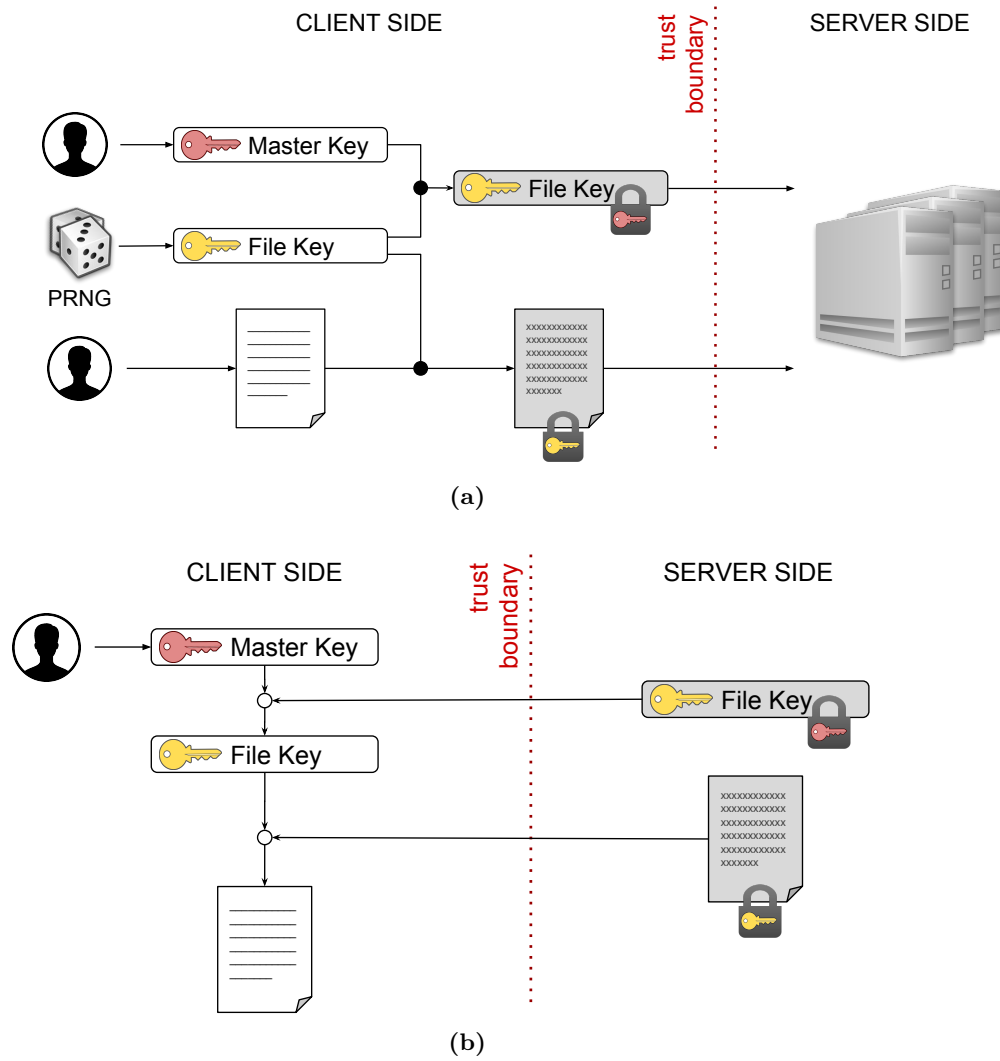 CLIENT SIDE
trust
boundary
SERVER SIDE
Master Key
File Key
File Key
PRNG
xxxxxxxxxxxx
xxxxxxxxxxxx
xxxxxxxxxxxx
xxxxxxxxxxxx
xxxxxxxxxxxx
xxxxxxx
(a)
CLIENT SIDE
trust
boundary
SERVER SIDE
Master Key
File Key
File Key
xxxxxxxxxxxx
xxxxxxxxxxxx
xxxxxxxxxxxx
xxxxxxxxxxxx
xxxxxxxxxxxx
xxxxxxx
(b)